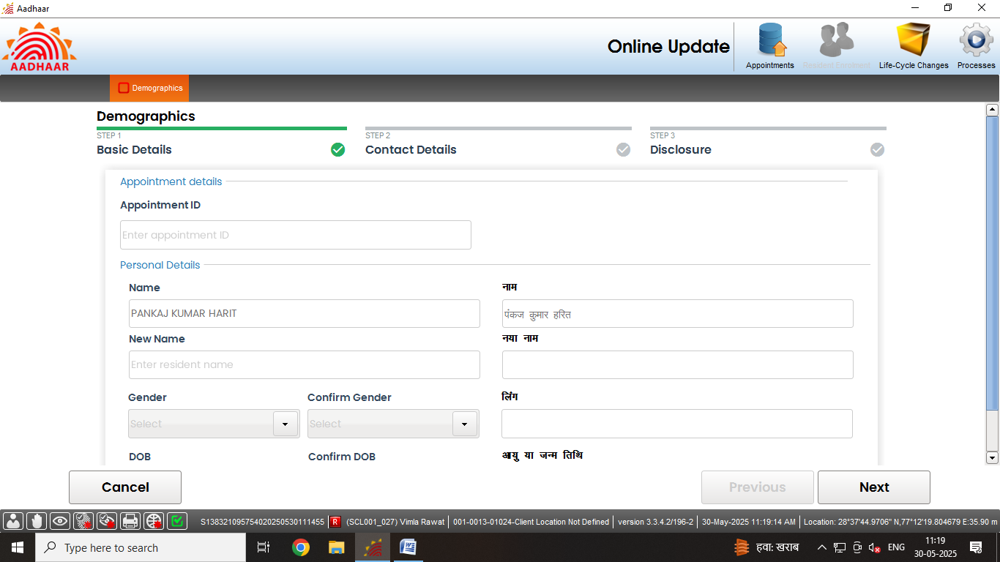 Aadhaar
AADHAAR
Online Update
Appointments
Resident Enrolment
Life-Cycle Changes
Processes
Demographics
Demographics
STEP 1
Basic Details
STEP 2
Contact Details
STEP 3
Disclosure
Appointment details
Appointment ID
Enter appointment ID
Personal Details
Name
नाम
PANKAJ KUMAR HARIT
पंकज कुमार हरित
New Name
नया नाम
Enter resident name
Gender
Confirm Gender
लिंग
Select
Select
DOB
Confirm DOB
आयु या जन्म तिथि
Cancel
Previous
Next
S1383210957540202505301114​55
R
(SCL001_027) Vimla Rawat
001-0013-01024-Client Location Not Defined
version 3.3.4.2/196-2
30-May-2025 11:19:14 AM
Location: 28°37'44.9706" N,77°12'19.804679 E:35.90 m
Type here to search
हवा: खराब
ENG
11:19
30-05-2025